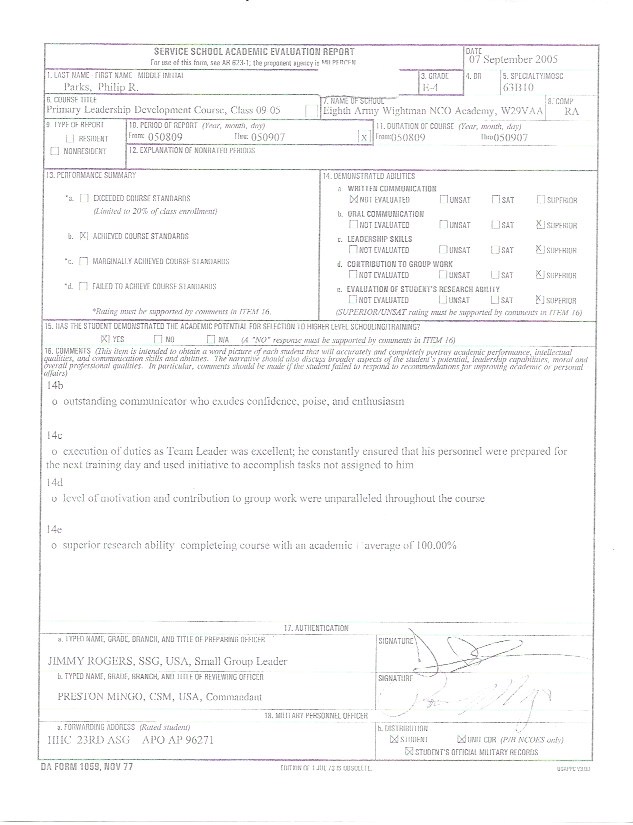 SERVICE SCHOOL ACADEMIC EVALUATION REPORT
For use of this form, see AR 623-1; the proponent agency is MILPERCEN
DATE
07 September 2005
1. LAST NAME FIRST NAME MIDDLE INITIAL
Parks, Philip R.
3. GRADE
E-4
4. BR
5. SPECIALTY/MOSC
63B10
6. COURSE TITLE
Primary Leadership Development Course, Class 09 05
7. NAME OF SCHOOL
Eighth Army Wightman NCO Academy, W29VAA
8. COMP
RA
9. TYPE OF REPORT
RESIDENT
NONRESIDENT
10. PERIOD OF REPORT (Year, month, day)
From: 050809 Thru: 050907
X
11. DURATION OF COURSE (Year, month, day)
From: 050809 Thru 050907
12. EXPLANATION OF NONRATED PERIODS
13. PERFORMANCE SUMMARY
*a. EXCEEDED COURSE STANDARDS
(Limited to 20% of class enrollment)
b. X ACHIEVED COURSE STANDARDS
*c. MARGINALLY ACHIEVED COURSE STANDARDS
*d. FAILED TO ACHIEVE COURSE STANDARDS
*Rating must be supported by comments in ITEM 16.
14. DEMONSTRATED ABILITIES
a. WRITTEN COMMUNICATION
X NOT EVALUATED UNSAT SAT SUPERIOR
b. ORAL COMMUNICATION
NOT EVALUATED UNSAT SAT X SUPERIOR
c. LEADERSHIP SKILLS
NOT EVALUATED UNSAT SAT X SUPERIOR
d. CONTRIBUTION TO GROUP WORK
NOT EVALUATED UNSAT SAT X SUPERIOR
e. EVALUATION OF STUDENT'S RESEARCH ABILITY
NOT EVALUATED UNSAT SAT X SUPERIOR
(SUPERIOR/UNSAT rating must be supported by comments in ITEM 16)
15. HAS THE STUDENT DEMONSTRATED THE ACADEMIC POTENTIAL FOR SELECTION TO HIGHER LEVEL SCHOOLING/TRAINING?
X YES NO N/A (A "NO" response must be supported by comments in ITEM 16)
16. COMMENTS (This item is intended to obtain a word picture of each student that will accurately and completely portray academic performance, intellectual
qualities, and communication skills and abilities. The narrative should also discuss broader aspects of the student's potential, leadership capabilities, moral and
overall professional qualities. In particular, comments should be made if the student failed to respond to recommendations for improving academic or personal
affairs)
14b
o outstanding communicator who exudes confidence, poise, and enthusiasm
14c
o execution of duties as Team Leader was excellent; he constantly ensured that his personnel were prepared for
the next training day and used initiative to accomplish tasks not assigned to him
14d
o level of motivation and contribution to group work were unparalleled throughout the course
14e
o superior research ability completeing course with an academic average of 100.00%
17. AUTHENTICATION
a. TYPED NAME, GRADE, BRANCH, AND TITLE OF PREPARING OFFICER
SIGNATURE
JIMMY ROGERS, SSG, USA, Small Group Leader
b. TYPED NAME, GRADE, BRANCH, AND TITLE OF REVIEWING OFFICER
SIGNATURE
PRESTON MINGO, CSM, USA, Commandant
18. MILITARY PERSONNEL OFFICER
a. FORWARDING ADDRESS (Rated student)
HHC 23RD ASG APO AP 96271
b. DISTRIBUTION
X STUDENT X UNIT CDR (P/R NCOES only)
X STUDENT'S OFFICIAL MILITARY RECORDS
DA FORM 1059, NOV 77
EDITION OF 1 JUL 73 IS OBSOLETE.